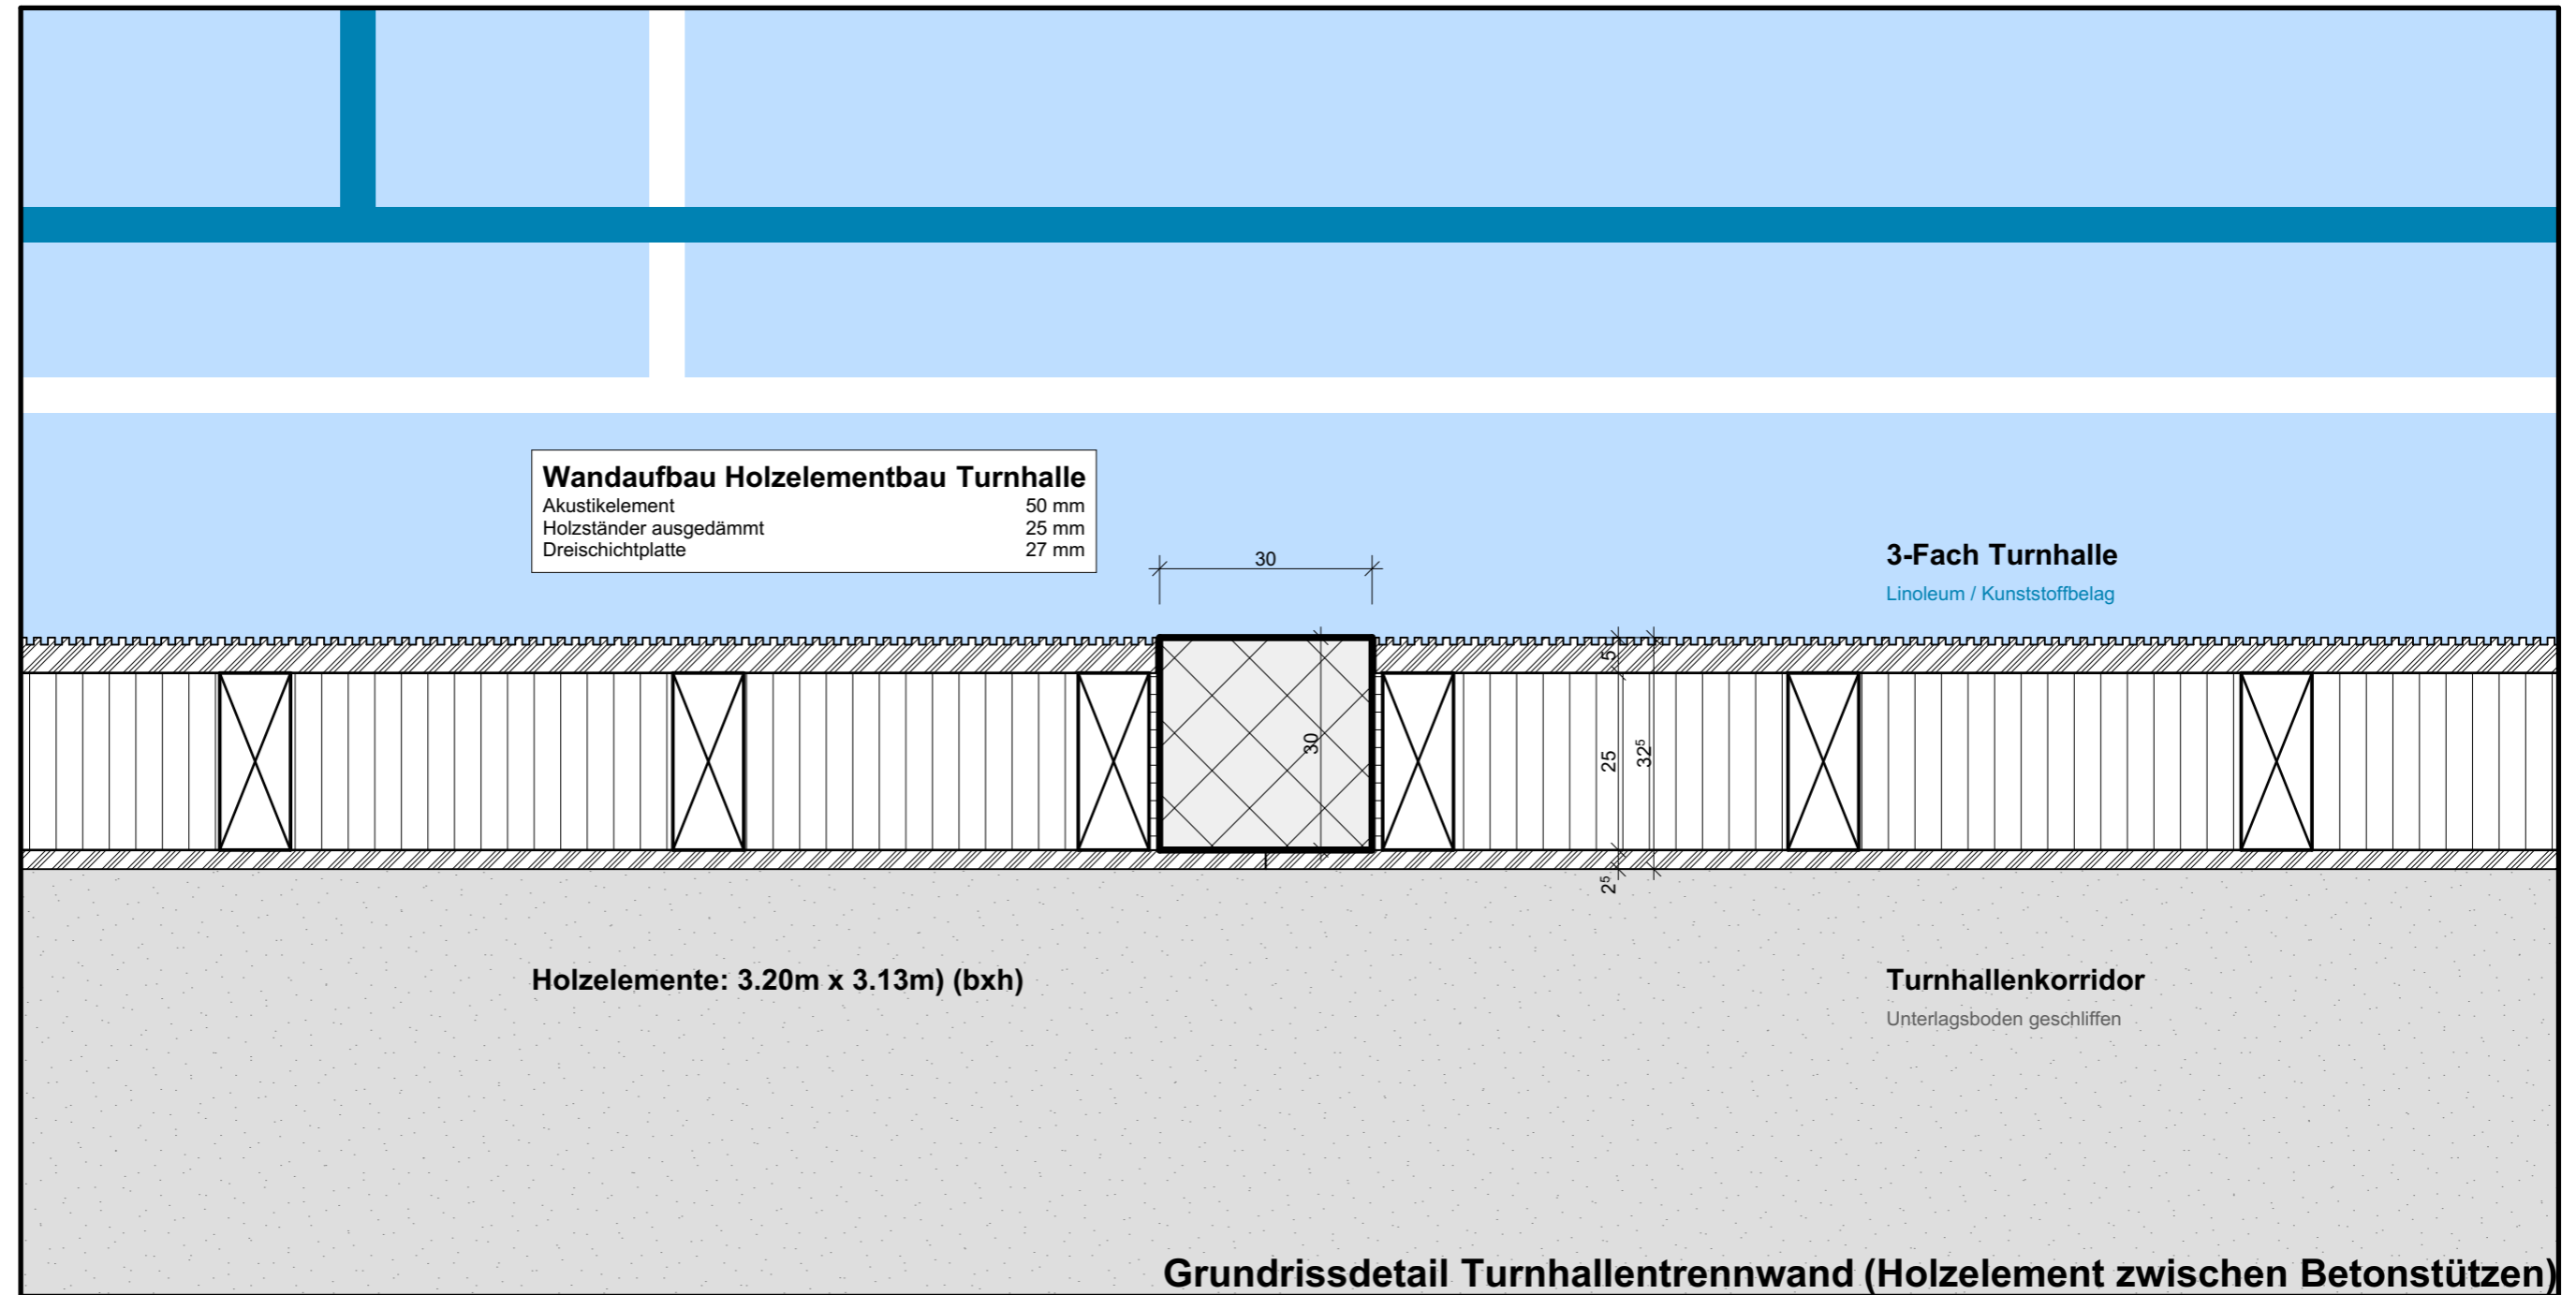 Wandaufbau Holzelementbau Turnhalle
Akustikelement 50 mm
Holzständer ausgedämmt 25 mm
Dreischichtplatte 27 mm
30
3-Fach Turnhalle
Linoleum / Kunststoffbelag
5
30
25
32⁵
2⁵
Holzelemente: 3.20m x 3.13m) (bxh)
Turnhallenkorridor
Unterlagsboden geschliffen
Grundrissdetail Turnhallentrennwand (Holzelement zwischen Betonstützen)